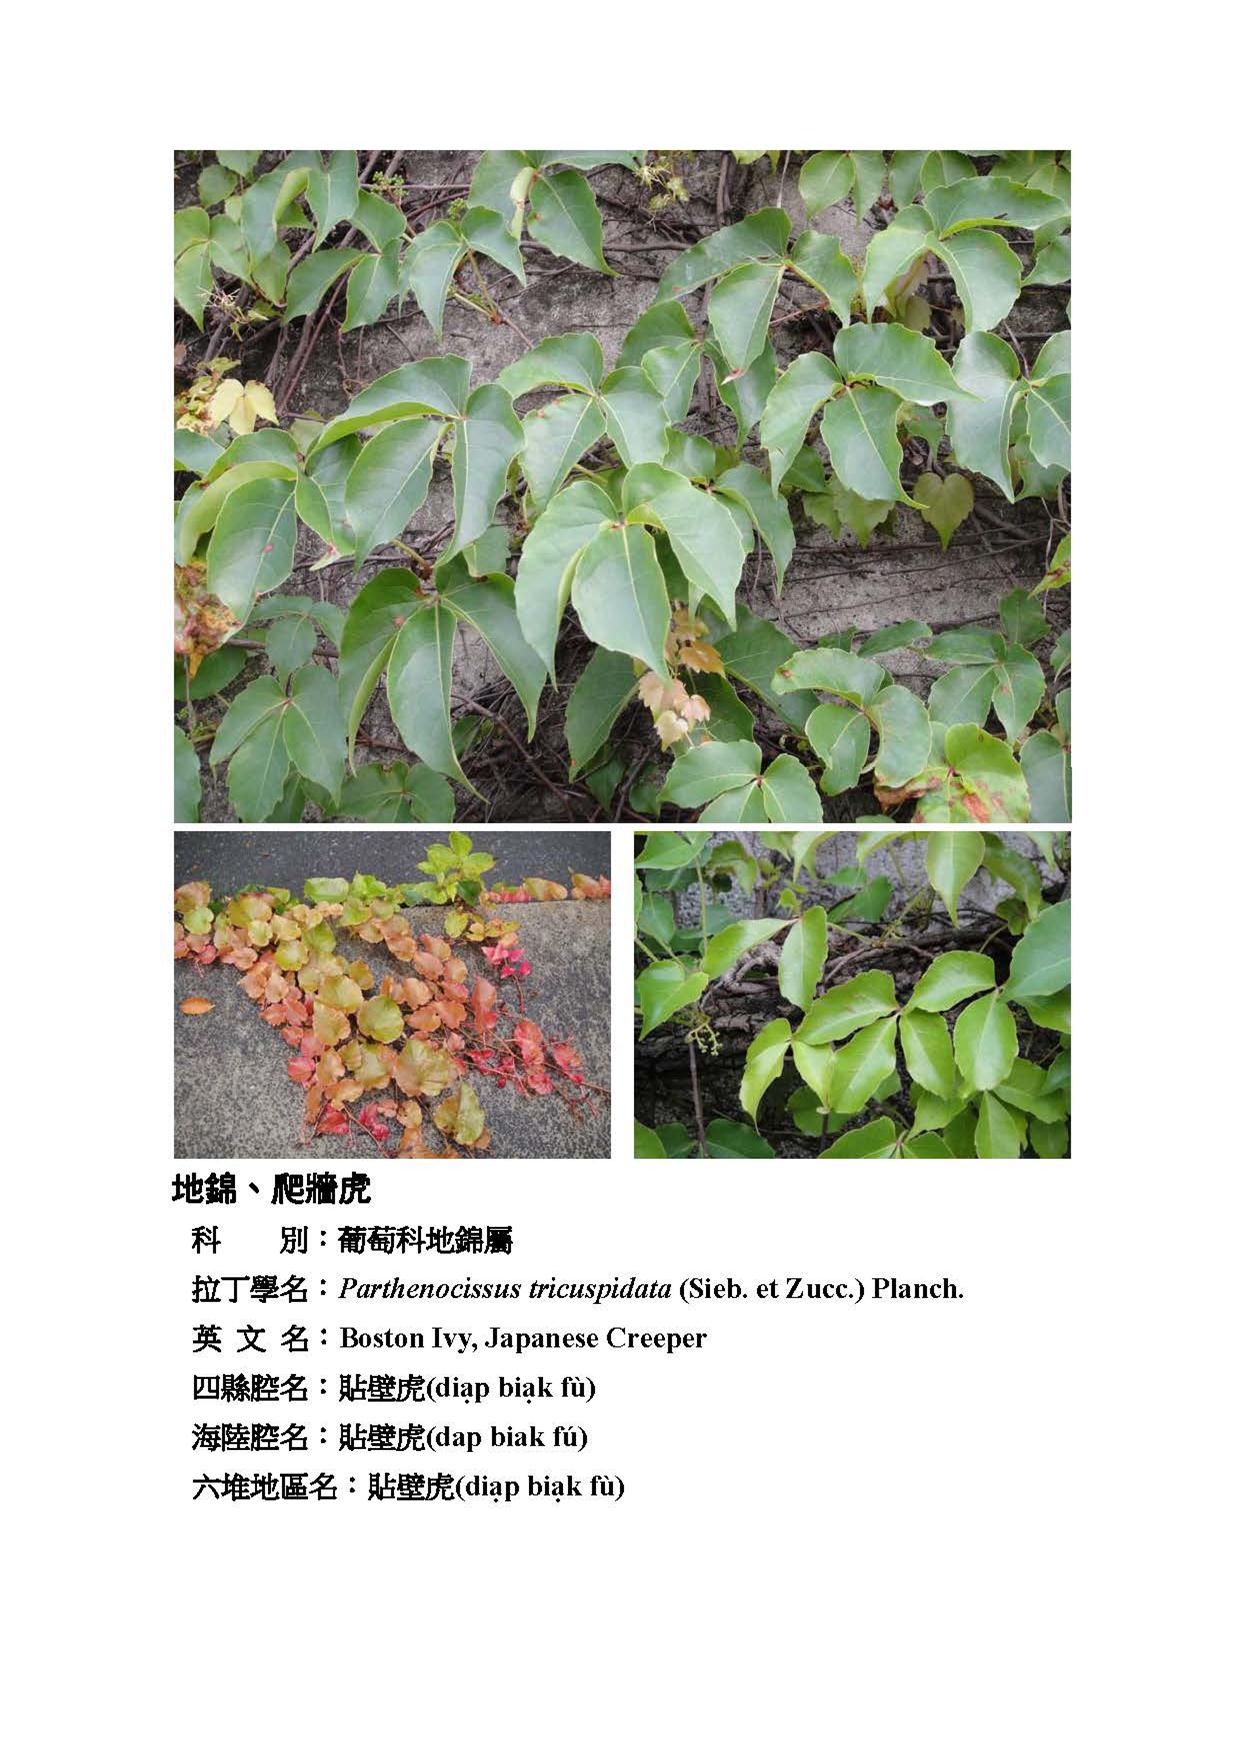 地錦、爬牆虎
科　　別：葡萄科地錦屬
拉丁學名：Parthenocissus tricuspidata (Sieb. et Zucc.) Planch.
英 文 名：Boston Ivy, Japanese Creeper
四縣腔名：貼壁虎(diạp biạk fù)
海陸腔名：貼壁虎(dap biak fú)
六堆地區名：貼壁虎(diạp biạk fù)